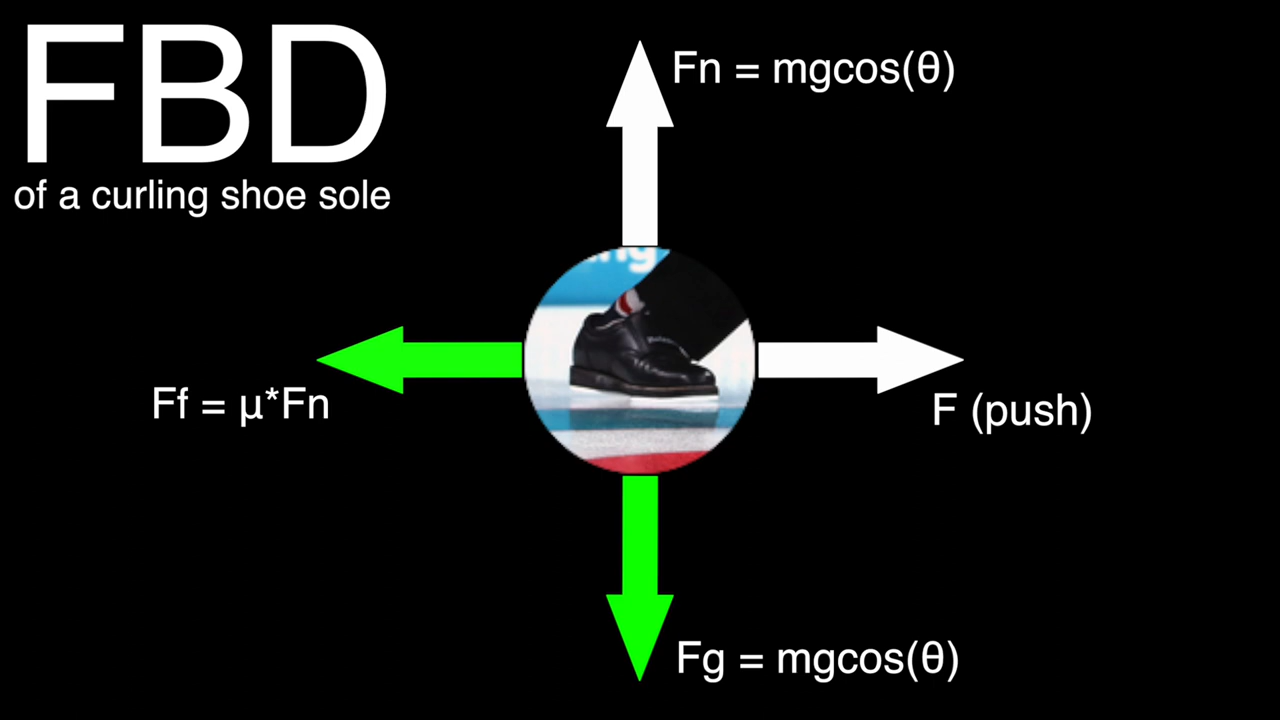 FBD
of a curling shoe sole
Fn = mgcos(θ)
Ff = μ*Fn
F (push)
Fg = mgcos(θ)